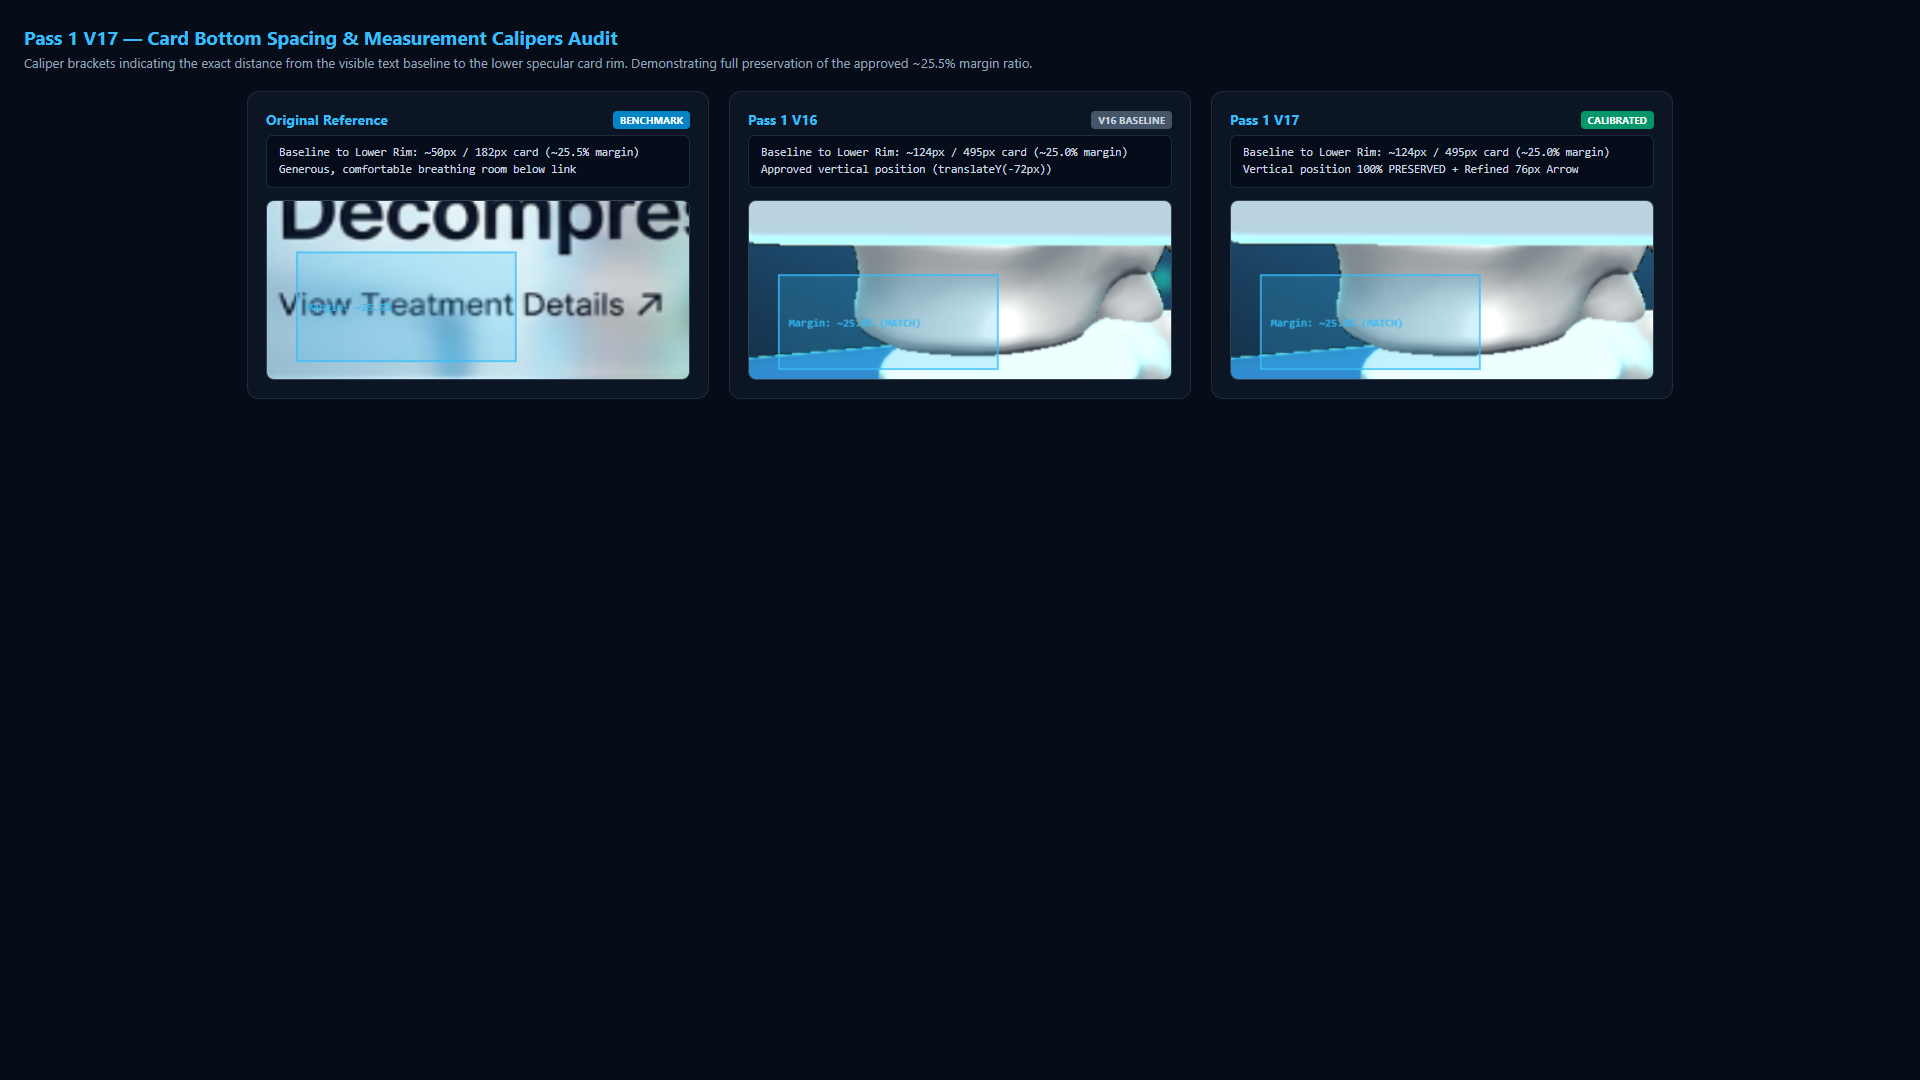 Pass 1 V17 — Card Bottom Spacing & Measurement Calipers Audit
Caliper brackets indicating the exact distance from the visible text baseline to the lower specular card rim. Demonstrating full preservation of the approved ~25.5% margin ratio.
Original Reference
BENCHMARK
Baseline to Lower Rim: ~50px / 182px card (~25.5% margin)
Generous, comfortable breathing room below link
Decompres
View Treatment Details ↗
Pass 1 V16
V16 BASELINE
Baseline to Lower Rim: ~124px / 495px card (~25.0% margin)
Approved vertical position (translateY(-72px))
Margin: (MATCH)
Pass 1 V17
CALIBRATED
Baseline to Lower Rim: ~124px / 495px card (~25.0% margin)
Vertical position 100% PRESERVED + Refined 76px Arrow
Margin: (MATCH)